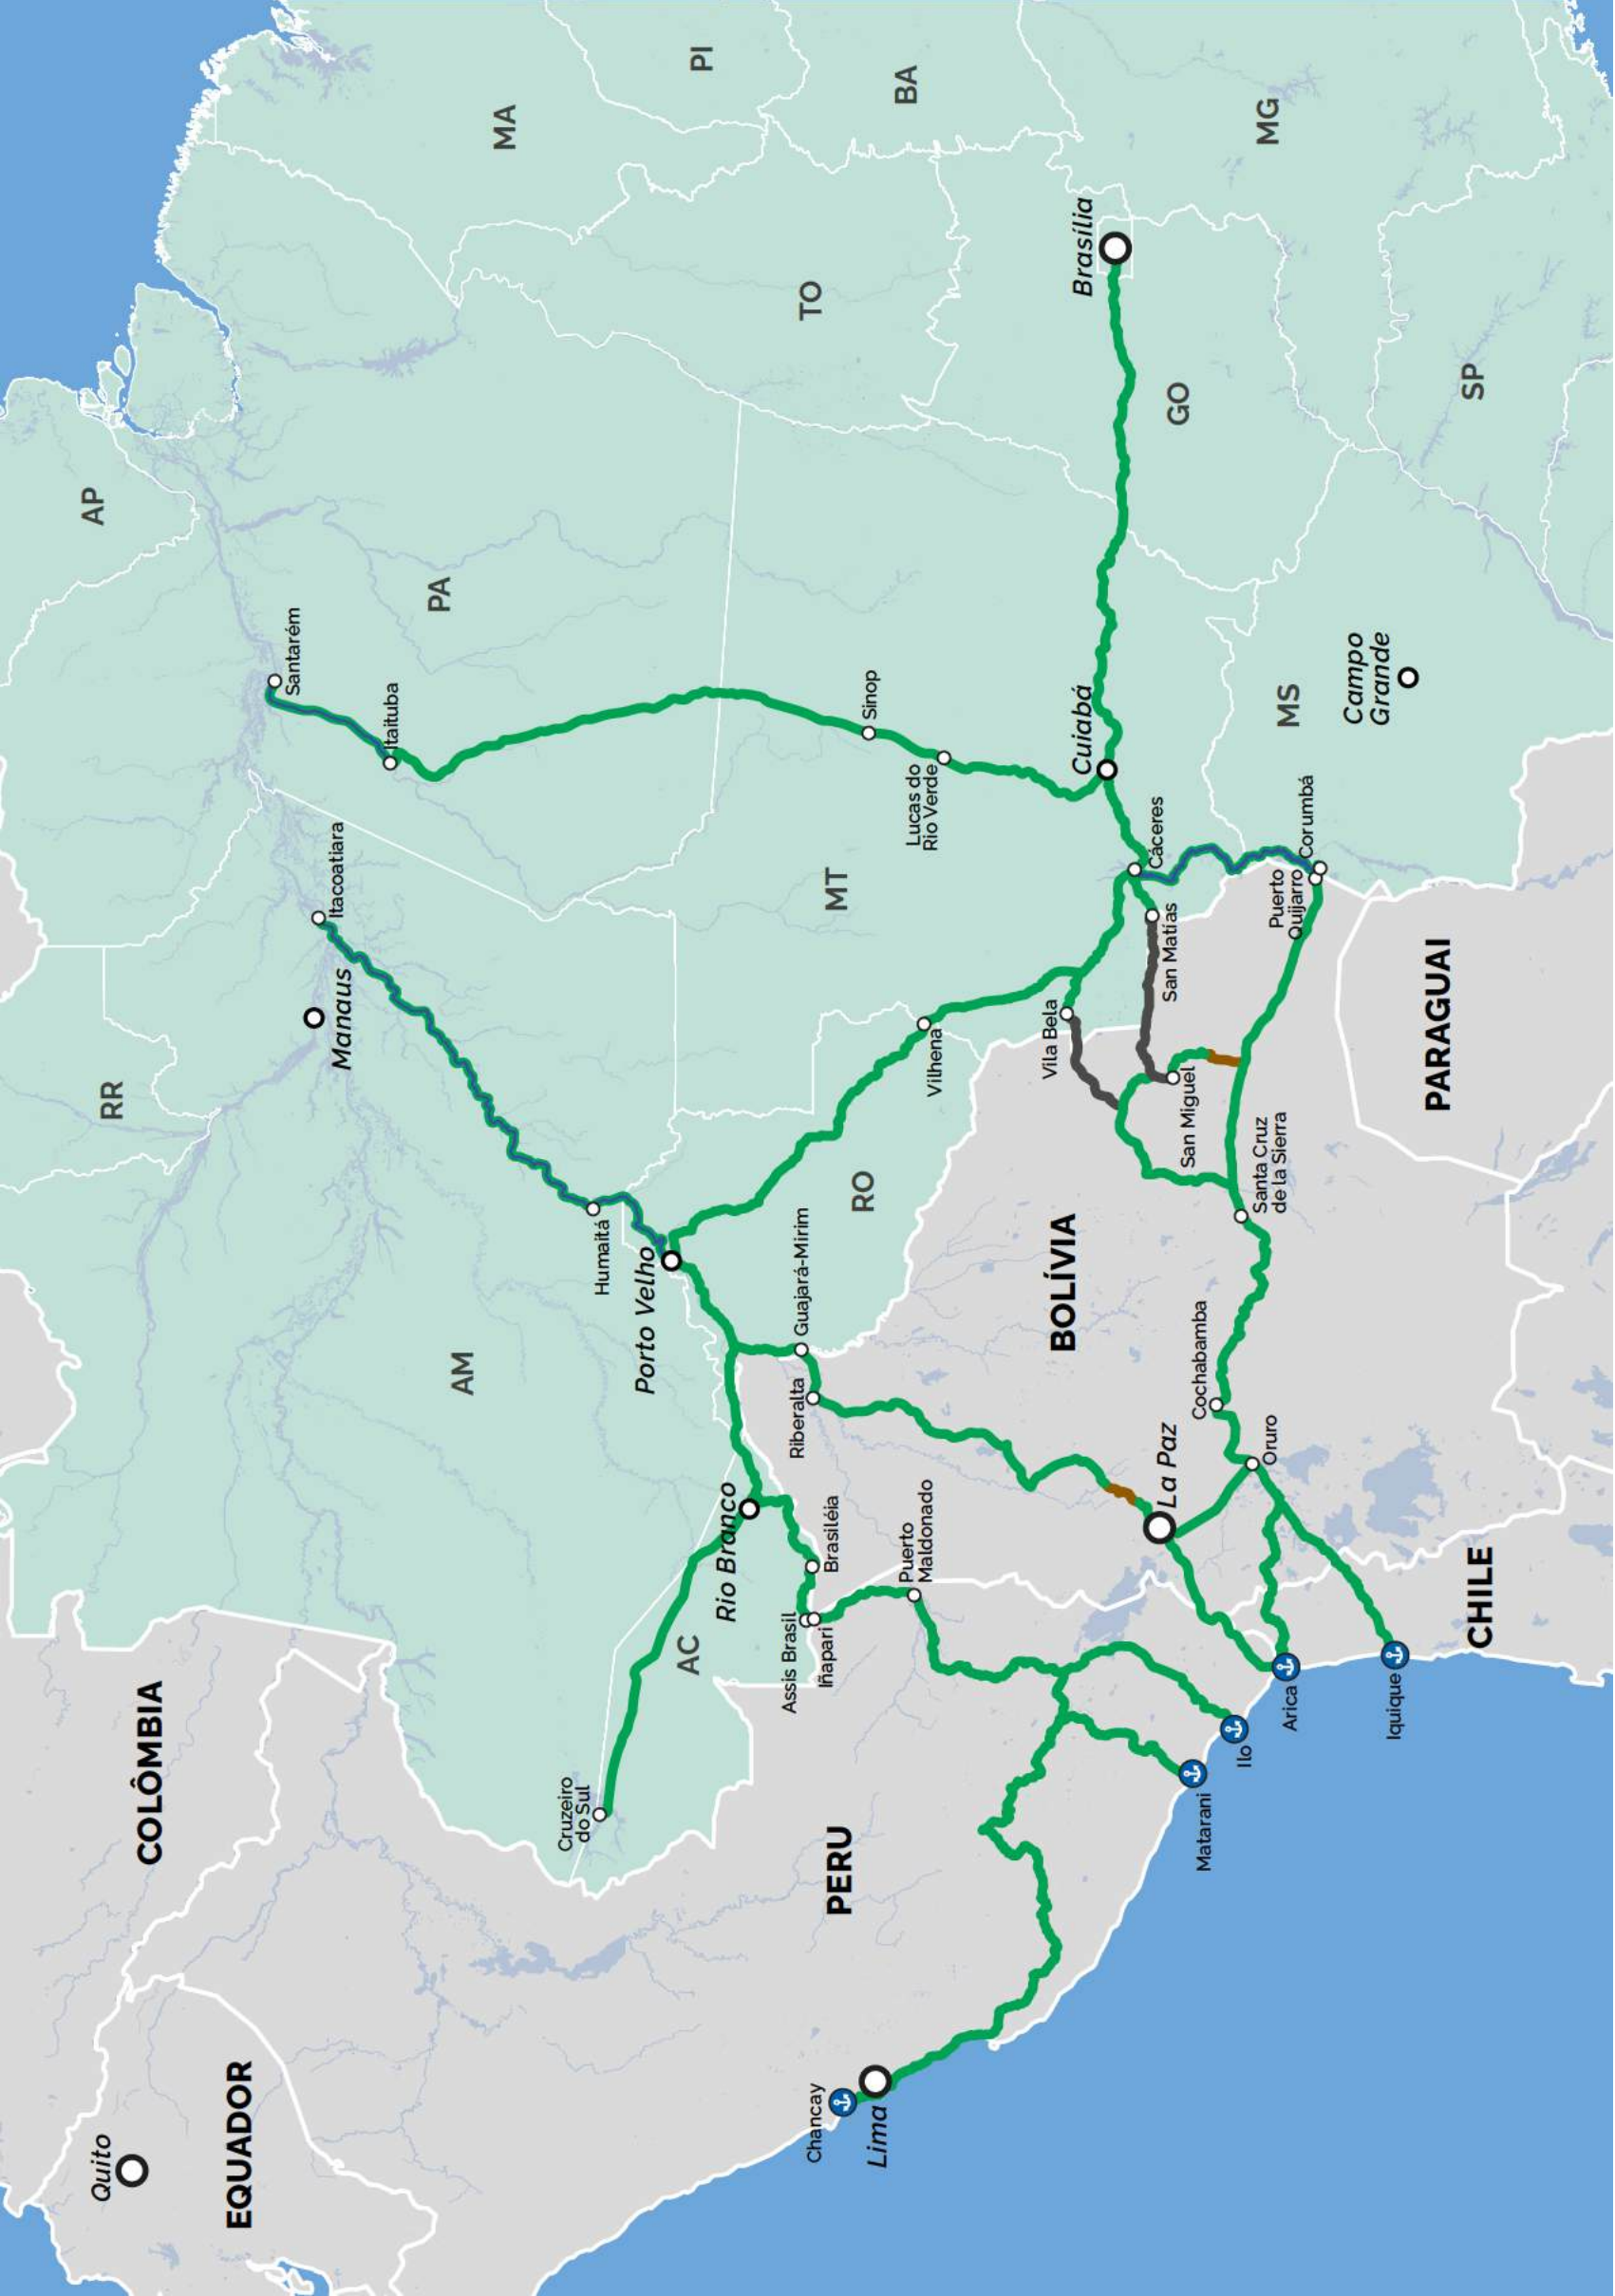 COLÔMBIA
RR
AP
Quito
EQUADOR
Manaus
Itacoatiara
Santarém
Itaituba
PA
MA
PI
AM
Humaitá
Cruzeiro
do Sul
AC
Porto Velho
Rio Branco
Assis Brasil
Iñapari
Brasiléia
Riberalta
Guajará-Mirim
RO
MT
Sinop
Lucas do
Rio Verde
TO
BA
Chancay
Lima
PERU
Puerto
Maldonado
Vilhena
Vila Bela
BOLÍVIA
Cuiabá
Brasília
GO
MG
La Paz
Cochabamba
San Miguel
San Matías
Cáceres
Matarani
Ilo
Arica
Oruro
Santa Cruz
de la Sierra
Puerto
Quijarro
Corumbá
MS
Campo
Grande
SP
Iquique
CHILE
PARAGUAI